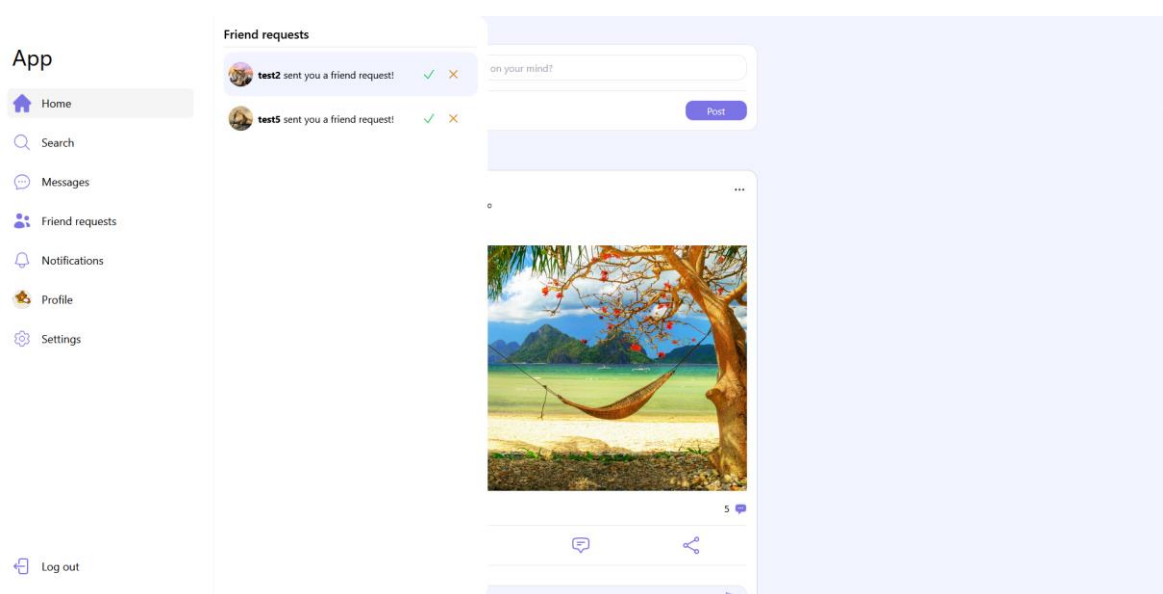 App
Home
Search
Messages
Friend requests
Notifications
Profile
Settings
Log out
Friend requests
test2 sent you a friend request!
test5 sent you a friend request!
on your mind?
Post
o
5